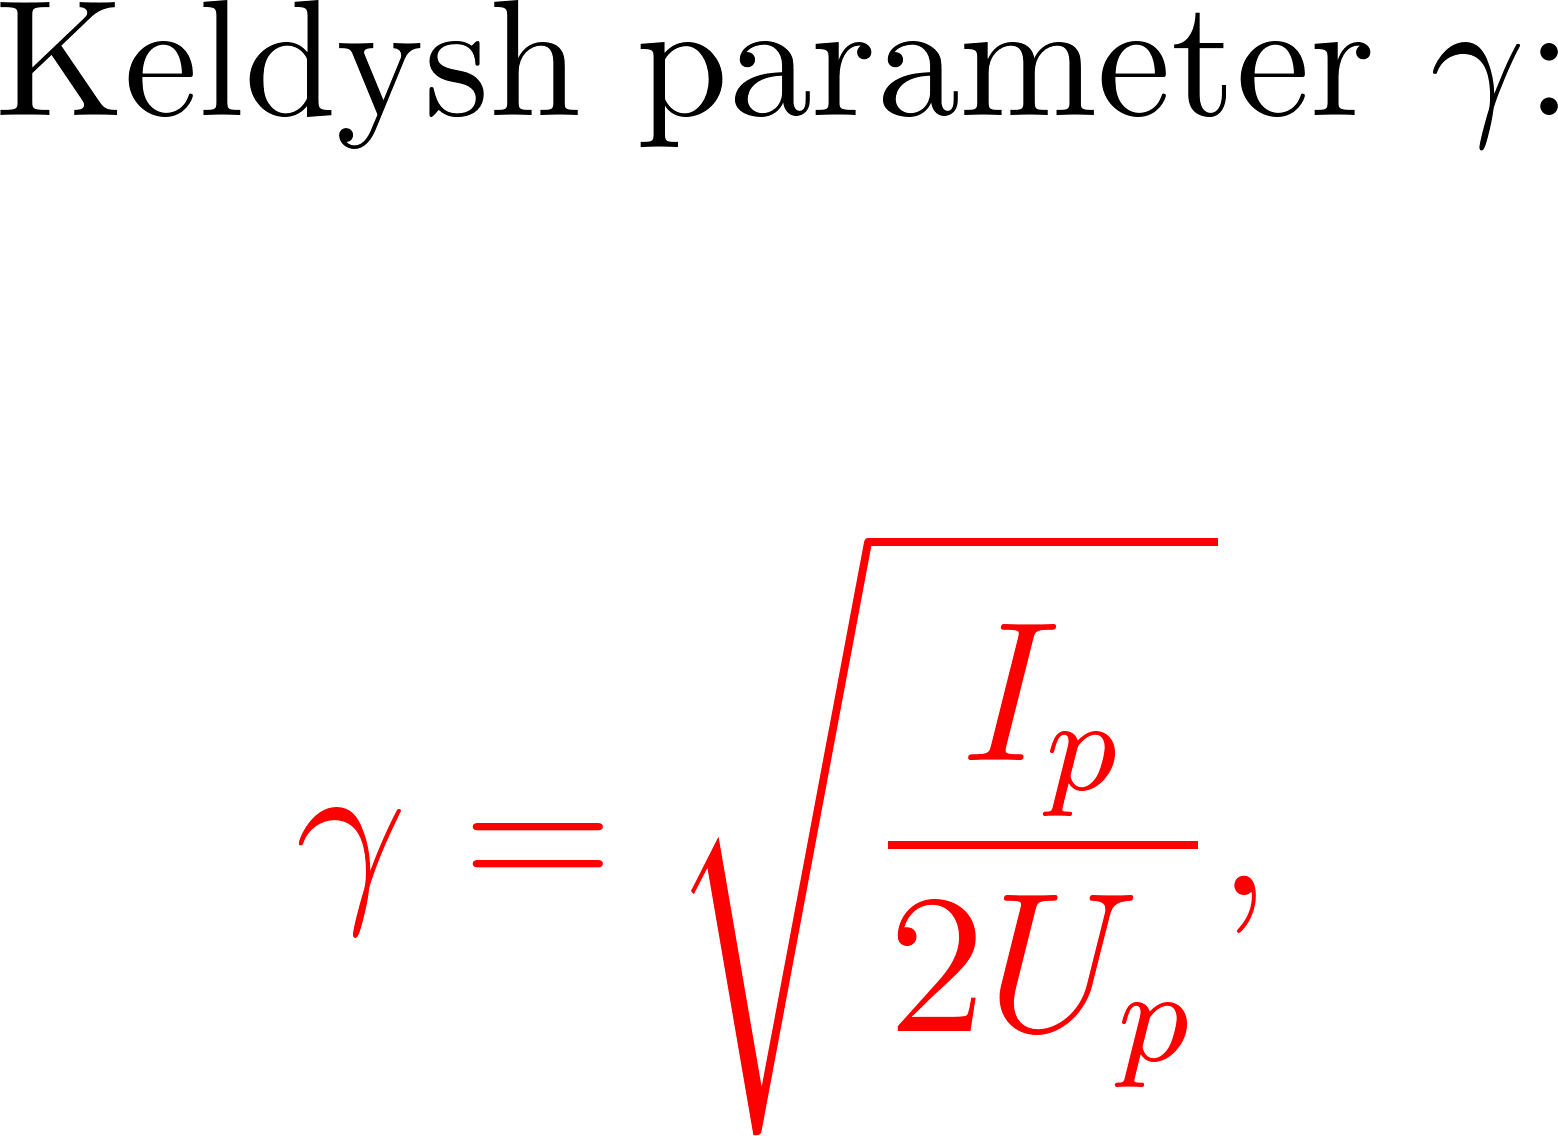 Keldysh parameter γ:
γ = √(I_p / 2U_p),